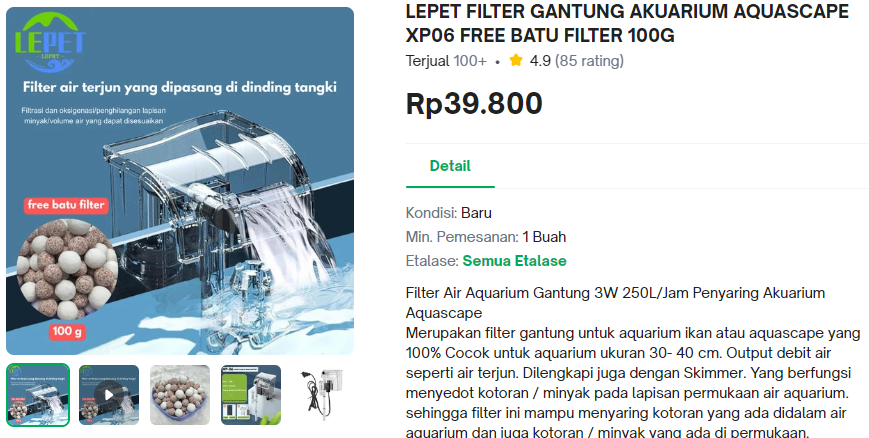 LEPET
LEPET
Filter air terjun yang dipasang di dinding tangki
Filtrasi dan oksigenasi/penghilangan lapisan
minyak/volume air yang dapat disesuaikan
free batu filter
100 g
LEPET FILTER GANTUNG AKUARIUM AQUASCAPE
XP06 FREE BATU FILTER 100G
Terjual 100+ • 4.9 (85 rating)
Rp39.800
Detail
Kondisi: Baru
Min. Pemesanan: 1 Buah
Etalase: Semua Etalase
Filter Air Aquarium Gantung 3W 250L/Jam Penyaring Akuarium
Aquascape
Merupakan filter gantung untuk aquarium ikan atau aquascape yang
100% Cocok untuk aquarium ukuran 30- 40 cm. Output debit air
seperti air terjun. Dilengkapi juga dengan Skimmer. Yang berfungsi
menyedot kotoran / minyak pada lapisan permukaan air aquarium.
sehingga filter ini mampu menyaring kotoran yang ada didalam air
aquarium dan juga kotoran / minyak yang ada di permukaan.